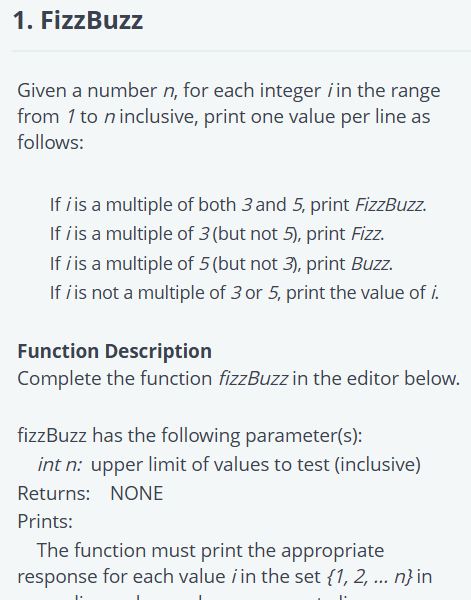 1. FizzBuzz
Given a number n, for each integer i in the range
from 1 to n inclusive, print one value per line as
follows:
If i is a multiple of both 3 and 5, print FizzBuzz.
If i is a multiple of 3 (but not 5), print Fizz.
If i is a multiple of 5 (but not 3), print Buzz.
If i is not a multiple of 3 or 5, print the value of i.
Function Description
Complete the function fizzBuzz in the editor below.
fizzBuzz has the following parameter(s):
int n: upper limit of values to test (inclusive)
Returns: NONE
Prints:
The function must print the appropriate
response for each value i in the set {1, 2, ... n} in